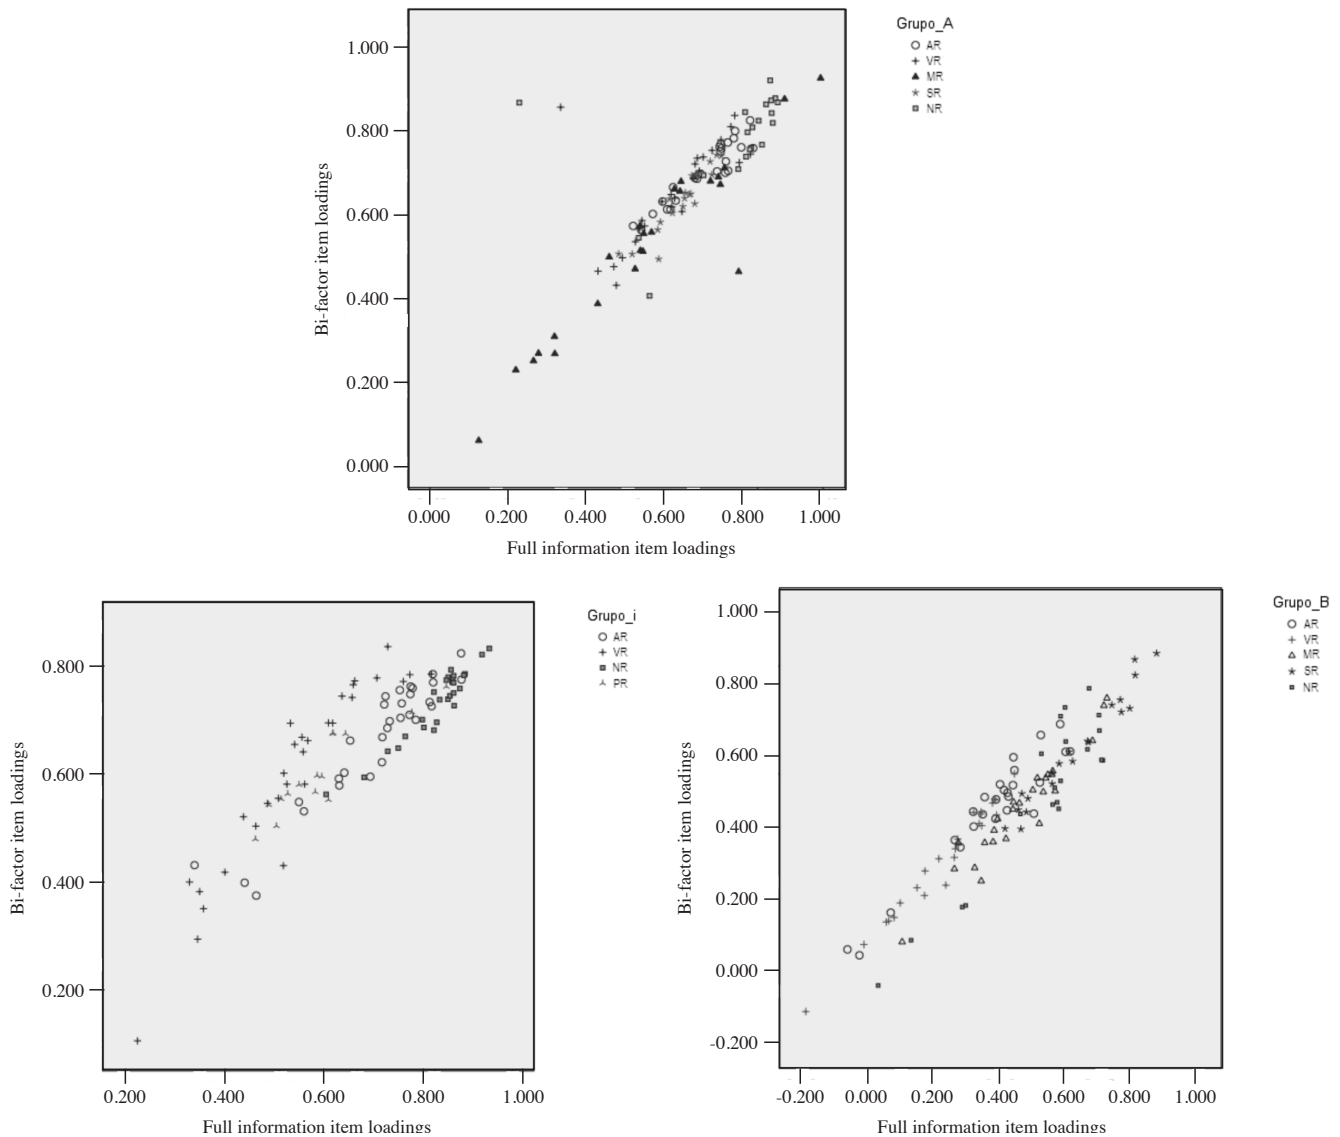 Grupo_A
AR
VR
MR
SR
NR
1.000
0.800
0.600
0.400
0.200
0.000
Bi-factor item loadings
0.000 0.200 0.400 0.600 0.800 1.000
Full information item loadings
Grupo_i
AR
VR
NR
PR
0.800
0.600
0.400
0.200
Bi-factor item loadings
0.200 0.400 0.600 0.800 1.000
Full information item loadings
Grupo_B
AR
VR
MR
SR
NR
1.000
0.800
0.600
0.400
0.200
0.000
-0.200
Bi-factor item loadings
-0.200 0.000 0.200 0.400 0.600 0.800 1.000
Full information item loadings